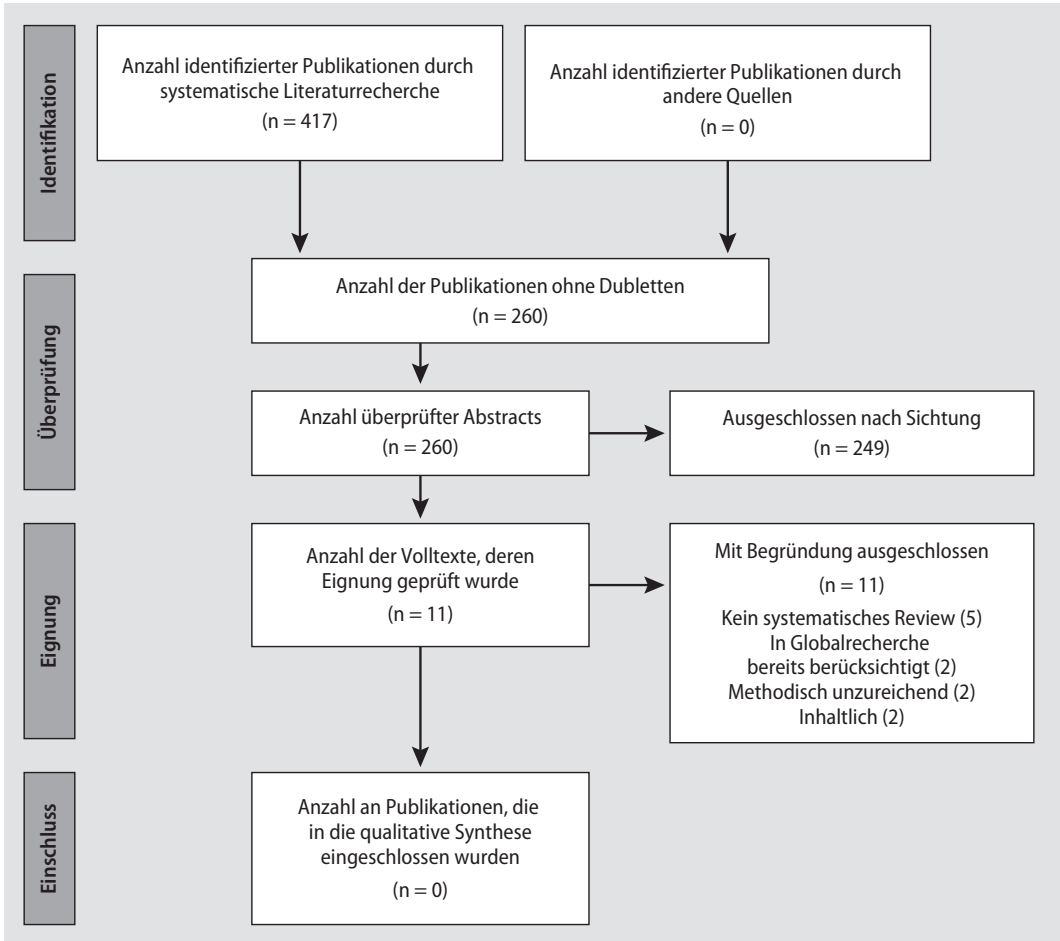 Identifikation
Anzahl identifizierter Publikationen durch
systematische Literaturrecherche
(n = 417)
Anzahl identifizierter Publikationen durch
andere Quellen
(n = 0)
Überprüfung
Anzahl der Publikationen ohne Dubletten
(n = 260)
Anzahl überprüfter Abstracts
(n = 260)
Ausgeschlossen nach Sichtung
(n = 249)
Eignung
Anzahl der Volltexte, deren
Eignung geprüft wurde
(n = 11)
Mit Begründung ausgeschlossen
(n = 11)
Kein systematisches Review (5)
In Globalrecherche
bereits berücksichtigt (2)
Methodisch unzureichend (2)
Inhaltlich (2)
Einschluss
Anzahl an Publikationen, die
in die qualitative Synthese
eingeschlossen wurden
(n = 0)